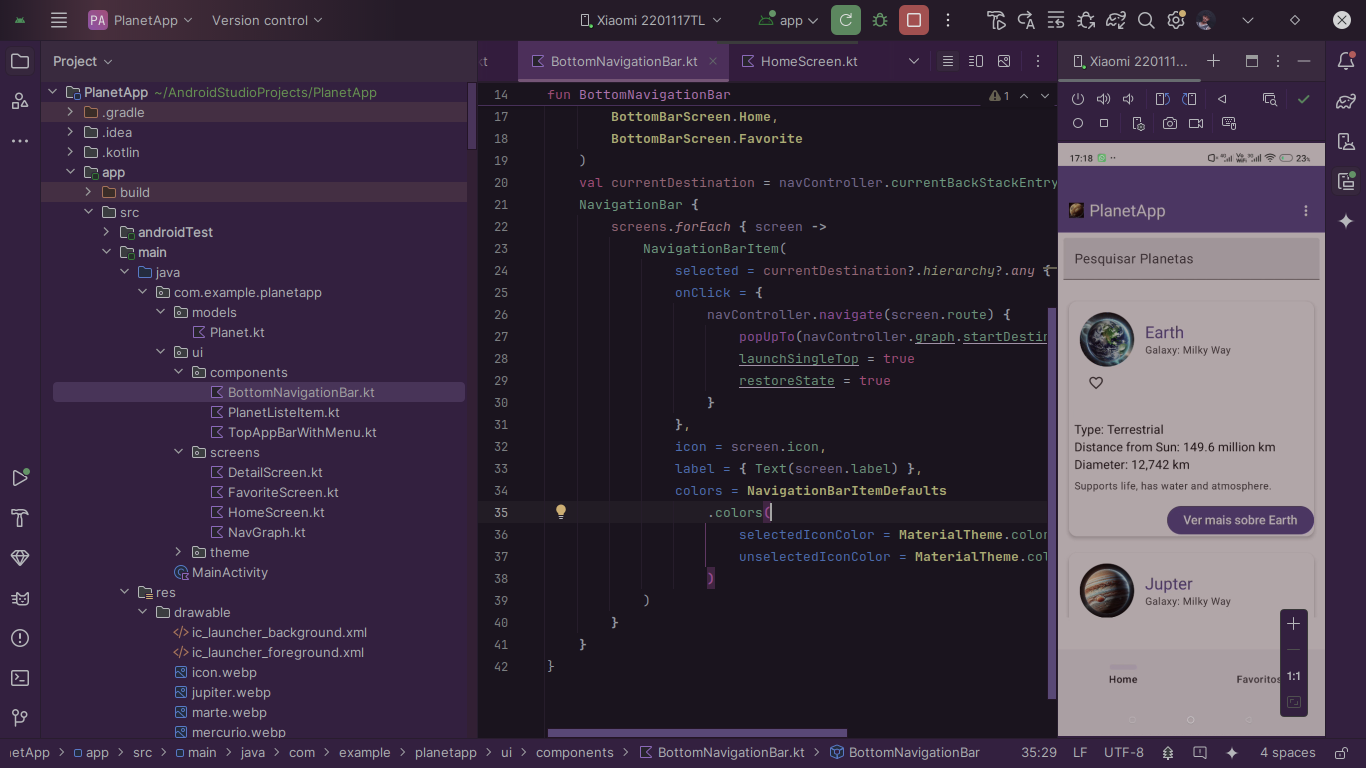 PA PlanetApp Version control Xiaomi 2201117TL app
Project
PlanetApp ~/AndroidStudioProjects/PlanetApp
.gradle
.idea
.kotlin
app
build
src
androidTest
main
java
com.example.planetapp
models
Planet.kt
ui
components
BottomNavigationBar.kt
PlanetListeItem.kt
TopAppBarWithMenu.kt
screens
DetailScreen.kt
FavoriteScreen.kt
HomeScreen.kt
NavGraph.kt
theme
MainActivity
res
drawable
ic_launcher_background.xml
ic_launcher_foreground.xml
icon.webp
jupiter.webp
marte.webp
mercurio.webp
kt BottomNavigationBar.kt HomeScreen.kt
14 fun BottomNavigationBar 1
17 BottomBarScreen.Home,
18 BottomBarScreen.Favorite
19 )
20 val currentDestination = navController.currentBackStackEntry
21 NavigationBar {
22 screens.forEach { screen ->
23 NavigationBarItem(
24 selected = currentDestination?.hierarchy?.any {
25 onClick = {
26 navController.navigate(screen.route) {
27 popUpTo(navController.graph.startDestin
28 launchSingleTop = true
29 restoreState = true
30 }
31 },
32 icon = screen.icon,
33 label = { Text(screen.label) },
34 colors = NavigationBarItemDefaults
35 .colors(
36 selectedIconColor = MaterialTheme.color
37 unselectedIconColor = MaterialTheme.col
38 )
39 )
40 }
41 }
42 }
Xiaomi 220111...
17:18 23%
PlanetApp
Pesquisar Planetas
Earth
Galaxy: Milky Way
Type: Terrestrial
Distance from Sun: 149.6 million km
Diameter: 12,742 km
Supports life, has water and atmosphere.
Ver mais sobre Earth
Jupter
Galaxy: Milky Way
Home Favoritos
1:1
netApp app src main java com example planetapp ui components BottomNavigationBar.kt BottomNavigationBar 35:29 LF UTF-8 4 spaces